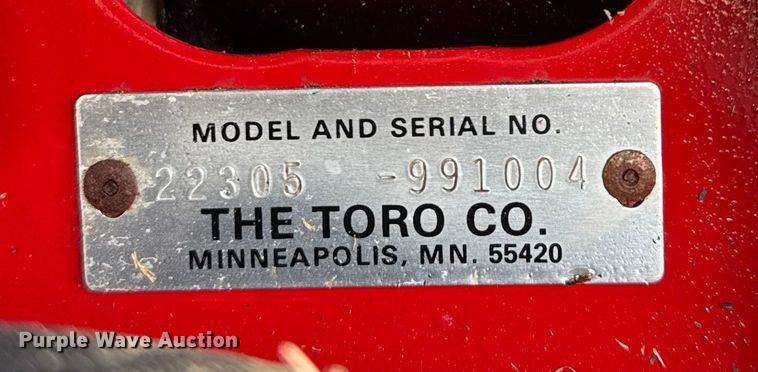 MODEL AND SERIAL NO.
22305 -991004
THE TORO CO.
MINNEAPOLIS, MN. 55420
Purple Wave Auction